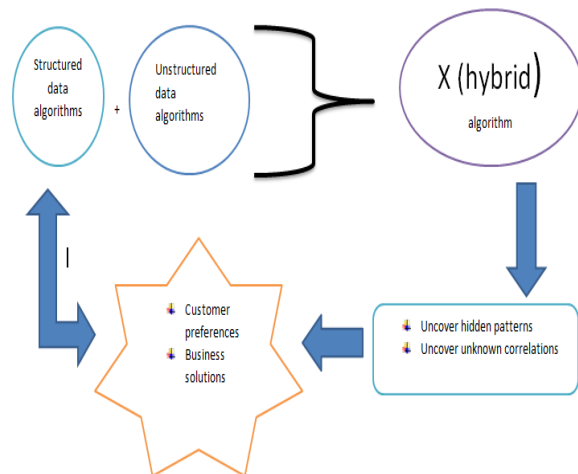 Structured
data
algorithms
+
Unstructured
data
algorithms
X (hybrid)
algorithm
I
Customer
preferences
Business
solutions
Uncover hidden patterns
Uncover unknown correlations